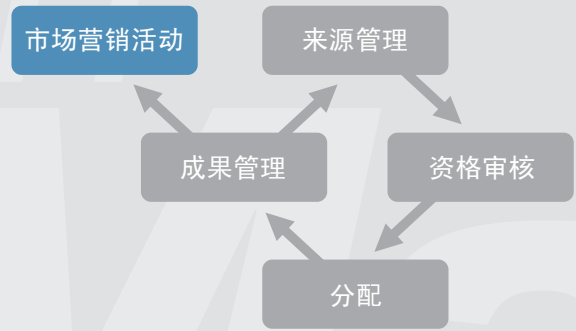 市场营销活动
来源管理
成果管理
资格审核
分配